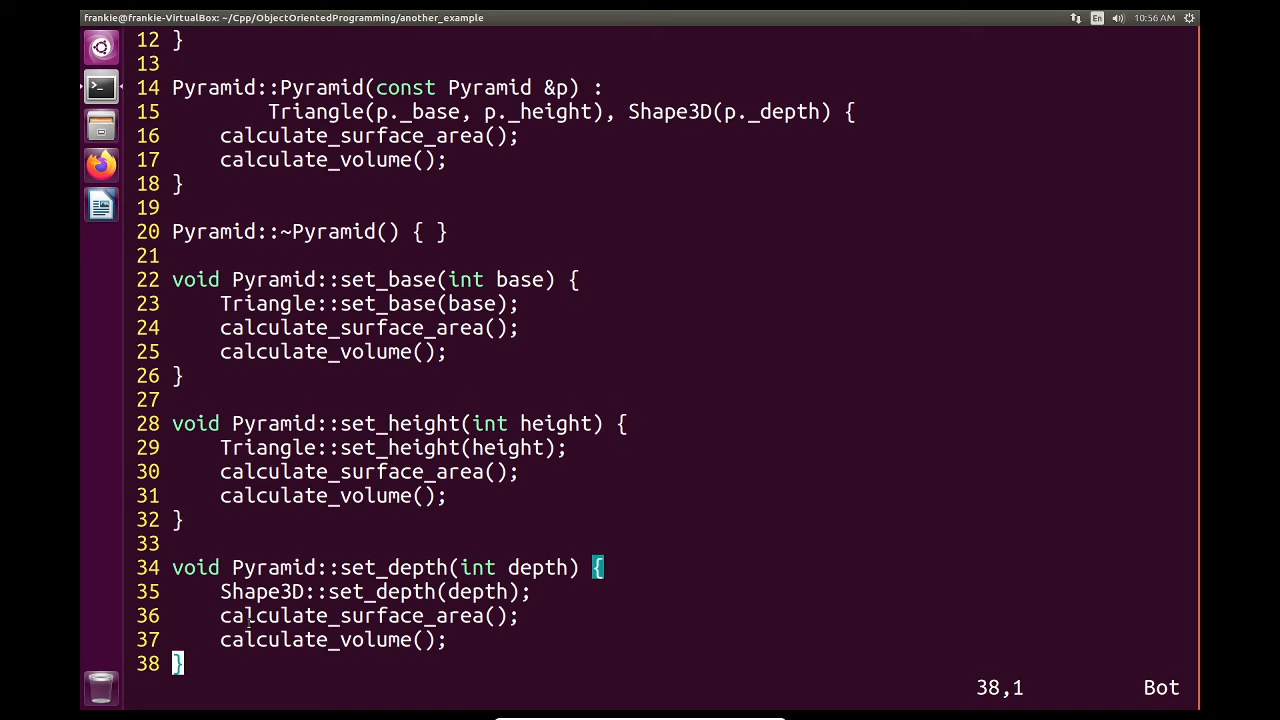 frankie@frankie-VirtualBox: ~/Cpp/ObjectOrientedProgramming/another_example
En
10:56 AM
12 }
13
14 Pyramid::Pyramid(const Pyramid &p) :
15         Triangle(p._base, p._height), Shape3D(p._depth) {
16     calculate_surface_area();
17     calculate_volume();
18 }
19
20 Pyramid::~Pyramid() { }
21
22 void Pyramid::set_base(int base) {
23     Triangle::set_base(base);
24     calculate_surface_area();
25     calculate_volume();
26 }
27
28 void Pyramid::set_height(int height) {
29     Triangle::set_height(height);
30     calculate_surface_area();
31     calculate_volume();
32 }
33
34 void Pyramid::set_depth(int depth) {
35     Shape3D::set_depth(depth);
36     calculate_surface_area();
37     calculate_volume();
38 }
38,1 Bot